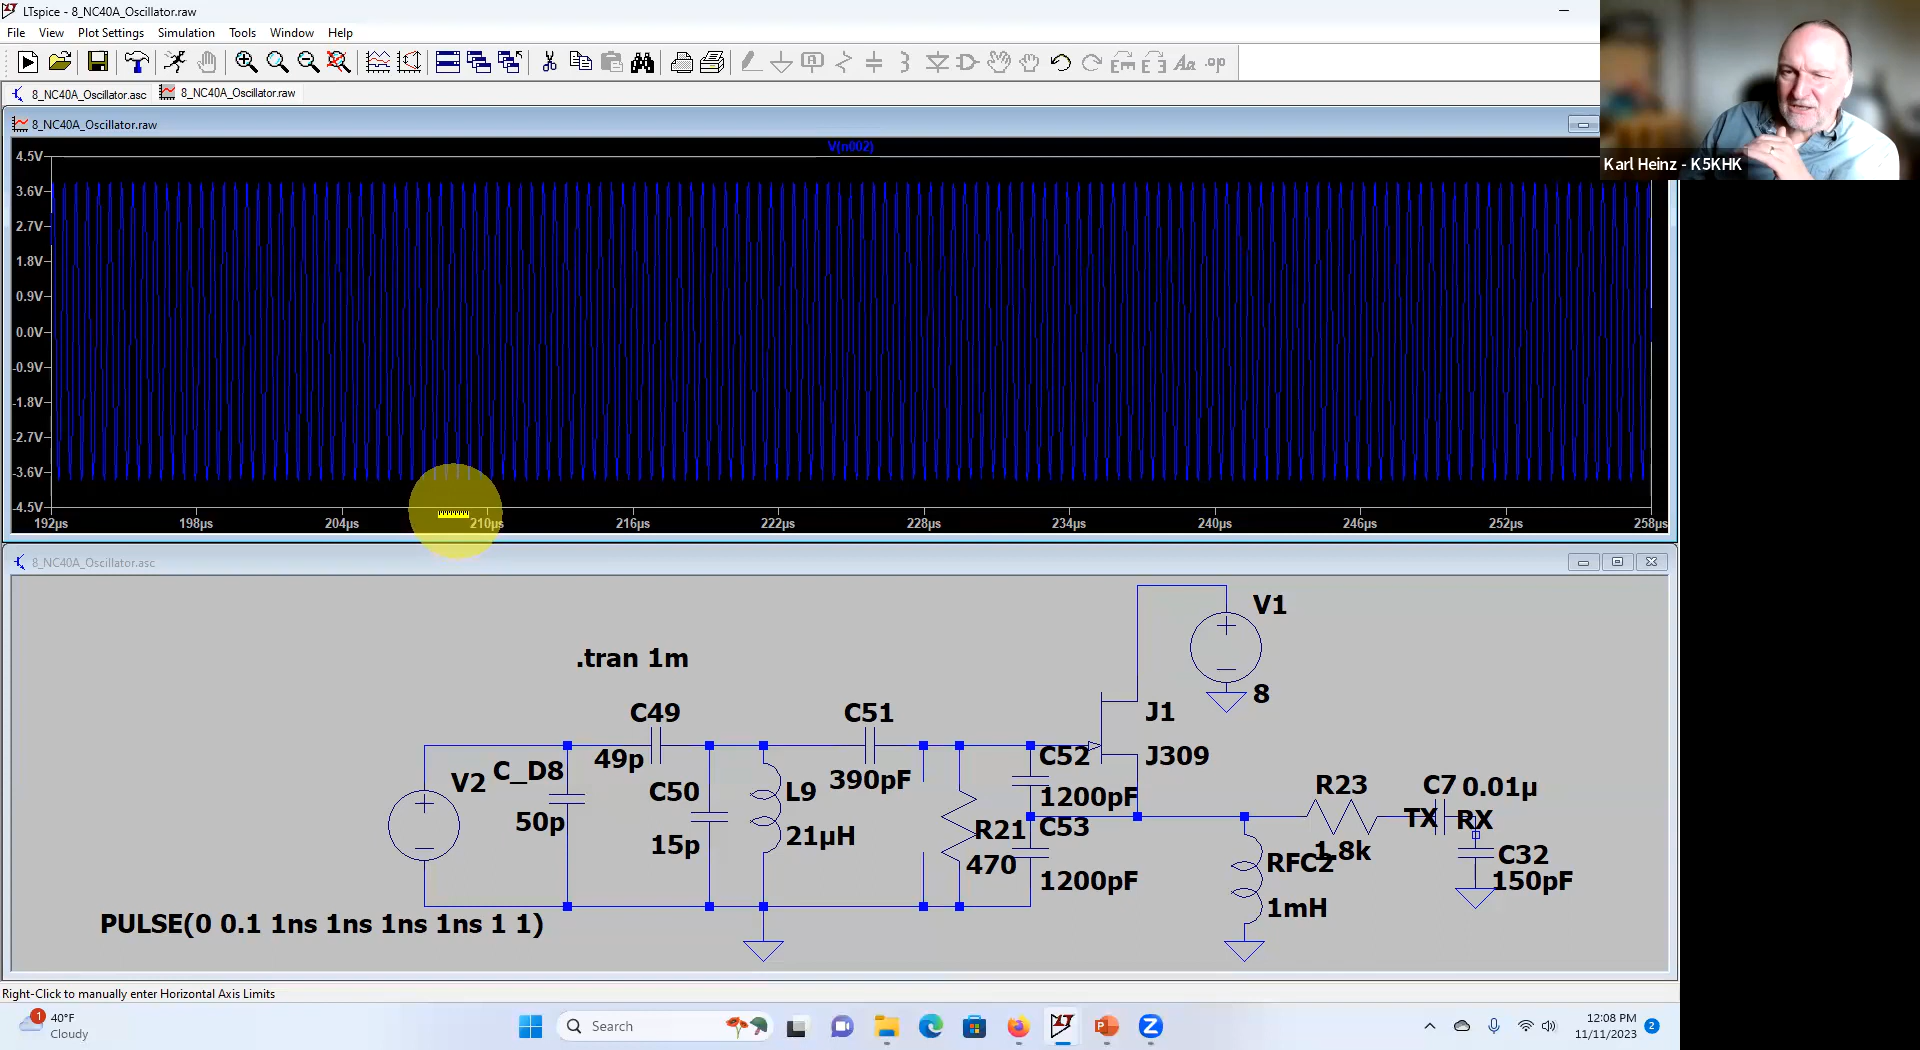 LTspice - 8_NC40A_Oscillator.raw
File View Plot Settings Simulation Tools Window Help
8_NC40A_Oscillator.asc 8_NC40A_Oscillator.raw
8_NC40A_Oscillator.raw
V(n002)
4.5V
3.6V
2.7V
1.8V
0.9V
0.0V
-0.9V
-1.8V
-2.7V
-3.6V
-4.5V
192µs 198µs 204µs 210µs 216µs 222µs 228µs 234µs 240µs 246µs 252µs 258µs
Karl Heinz - K5KHK
8_NC40A_Oscillator.asc
.tran 1m
V1
8
C49
49p
C51
390pF
J1
J309
V2
C_D8
50p
C50
15p
L9
21µH
R21
470
C52
1200pF
C53
1200pF
R23
1.8k
C7 0.01µ
TX RX
C32
150pF
RFC2
1mH
PULSE(0 0.1 1ns 1ns 1ns 1ns 1 1)
Right-Click to manually enter Horizontal Axis Limits
1
40°F
Cloudy
Search
12:08 PM
11/11/2023
2